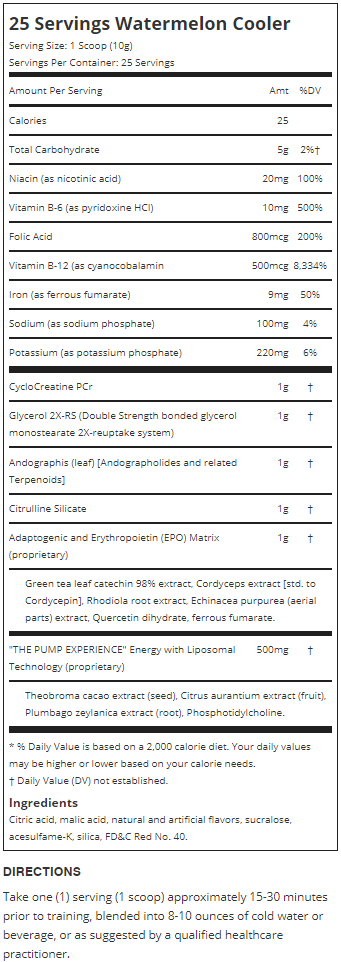 25 Servings Watermelon Cooler
Serving Size: 1 Scoop (10g)
Servings Per Container: 25 Servings
Amount Per Serving Amt %DV
Calories 25
Total Carbohydrate 5g 2%†
Niacin (as nicotinic acid) 20mg 100%
Vitamin B-6 (as pyridoxine HCl) 10mg 500%
Folic Acid 800mcg 200%
Vitamin B-12 (as cyanocobalamin 500mcg 8,334%
Iron (as ferrous fumarate) 9mg 50%
Sodium (as sodium phosphate) 100mg 4%
Potassium (as potassium phosphate) 220mg 6%
CycloCreatine PCr 1g †
Glycerol 2X-RS (Double Strength bonded glycerol 1g †
monostearate 2X-reuptake system)
Andographis (leaf) [Andographolides and related 1g †
Terpenoids]
Citrulline Silicate 1g †
Adaptogenic and Erythropoietin (EPO) Matrix 1g †
(proprietary)
Green tea leaf catechin 98% extract, Cordyceps extract [std. to
Cordycepin], Rhodiola root extract, Echinacea purpurea (aerial
parts) extract, Quercetin dihydrate, ferrous fumarate.
"THE PUMP EXPERIENCE" Energy with Liposomal 500mg †
Technology (proprietary)
Theobroma cacao extract (seed), Citrus aurantium extract (fruit),
Plumbago zeylanica extract (root), Phosphotidylcholine.
* % Daily Value is based on a 2,000 calorie diet. Your daily values
may be higher or lower based on your calorie needs.
† Daily Value (DV) not established.
Ingredients
Citric acid, malic acid, natural and artificial flavors, sucralose,
acesulfame-K, silica, FD&C Red No. 40.
DIRECTIONS
Take one (1) serving (1 scoop) approximately 15-30 minutes
prior to training, blended into 8-10 ounces of cold water or
beverage, or as suggested by a qualified healthcare
practitioner.